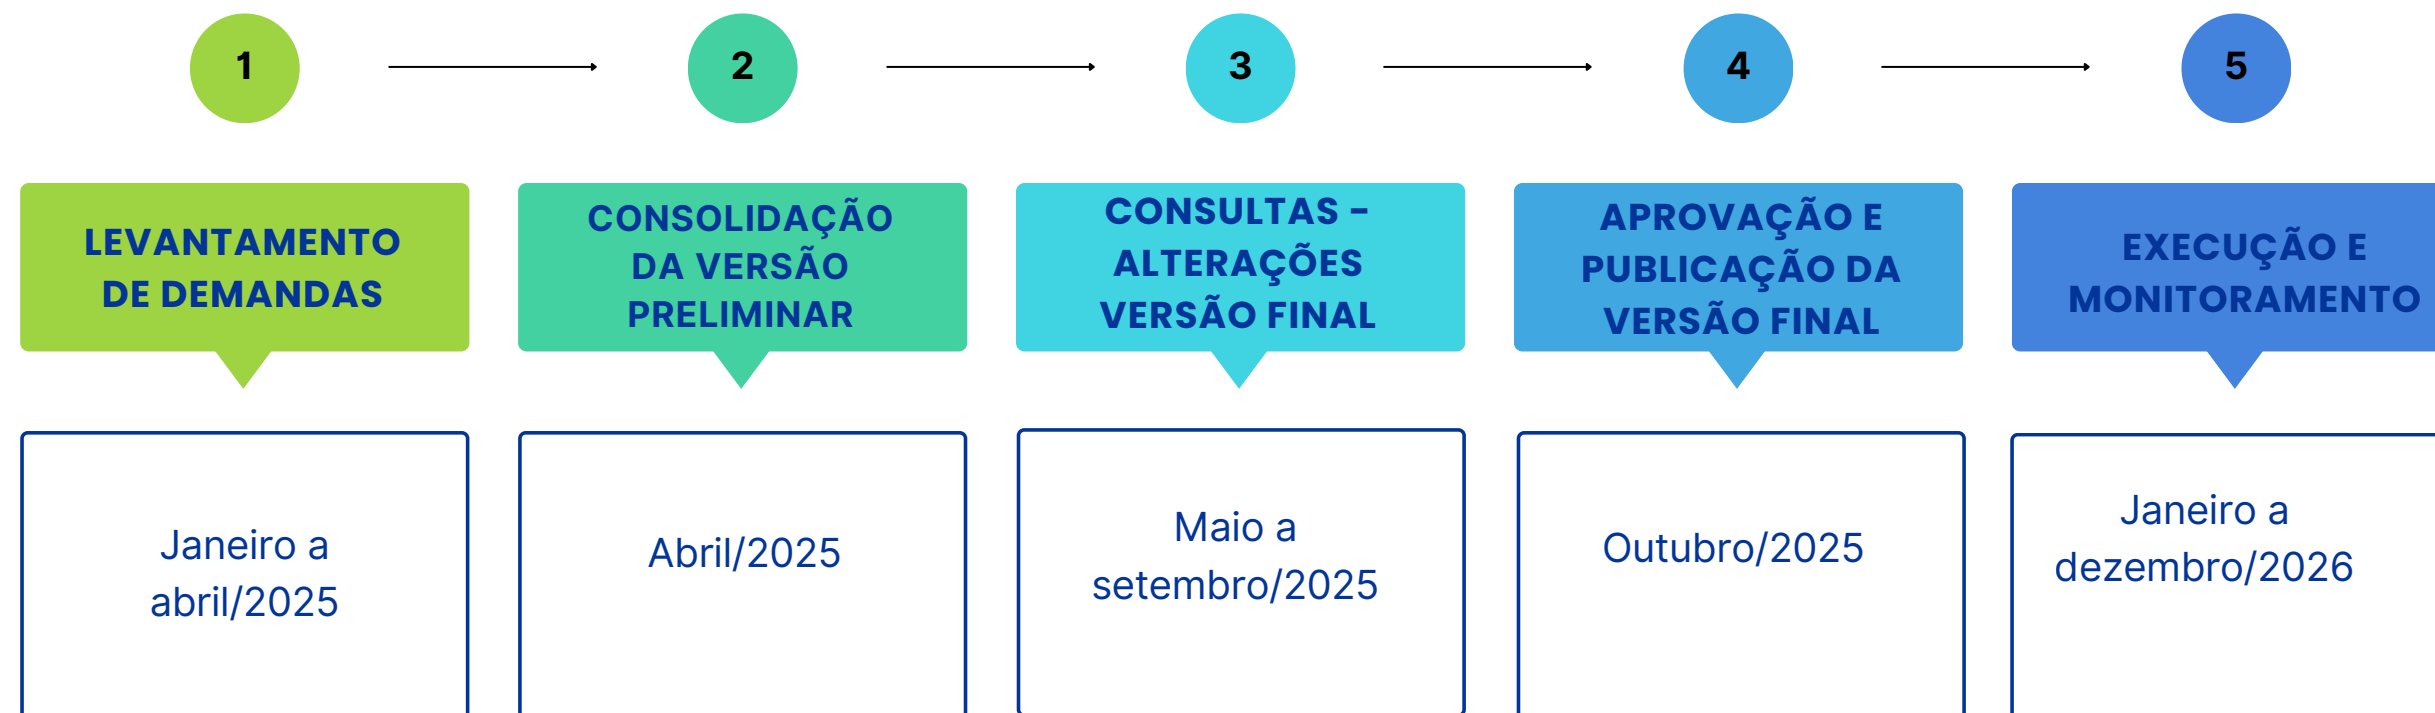 1
2
3
4
5
LEVANTAMENTO
DE DEMANDAS
CONSOLIDAÇÃO
DA VERSÃO
PRELIMINAR
CONSULTAS -
ALTERAÇÕES
VERSÃO FINAL
APROVAÇÃO E
PUBLICAÇÃO DA
VERSÃO FINAL
EXECUÇÃO E
MONITORAMENTO
Janeiro a
abril/2025
Abril/2025
Maio a
setembro/2025
Outubro/2025
Janeiro a
dezembro/2026